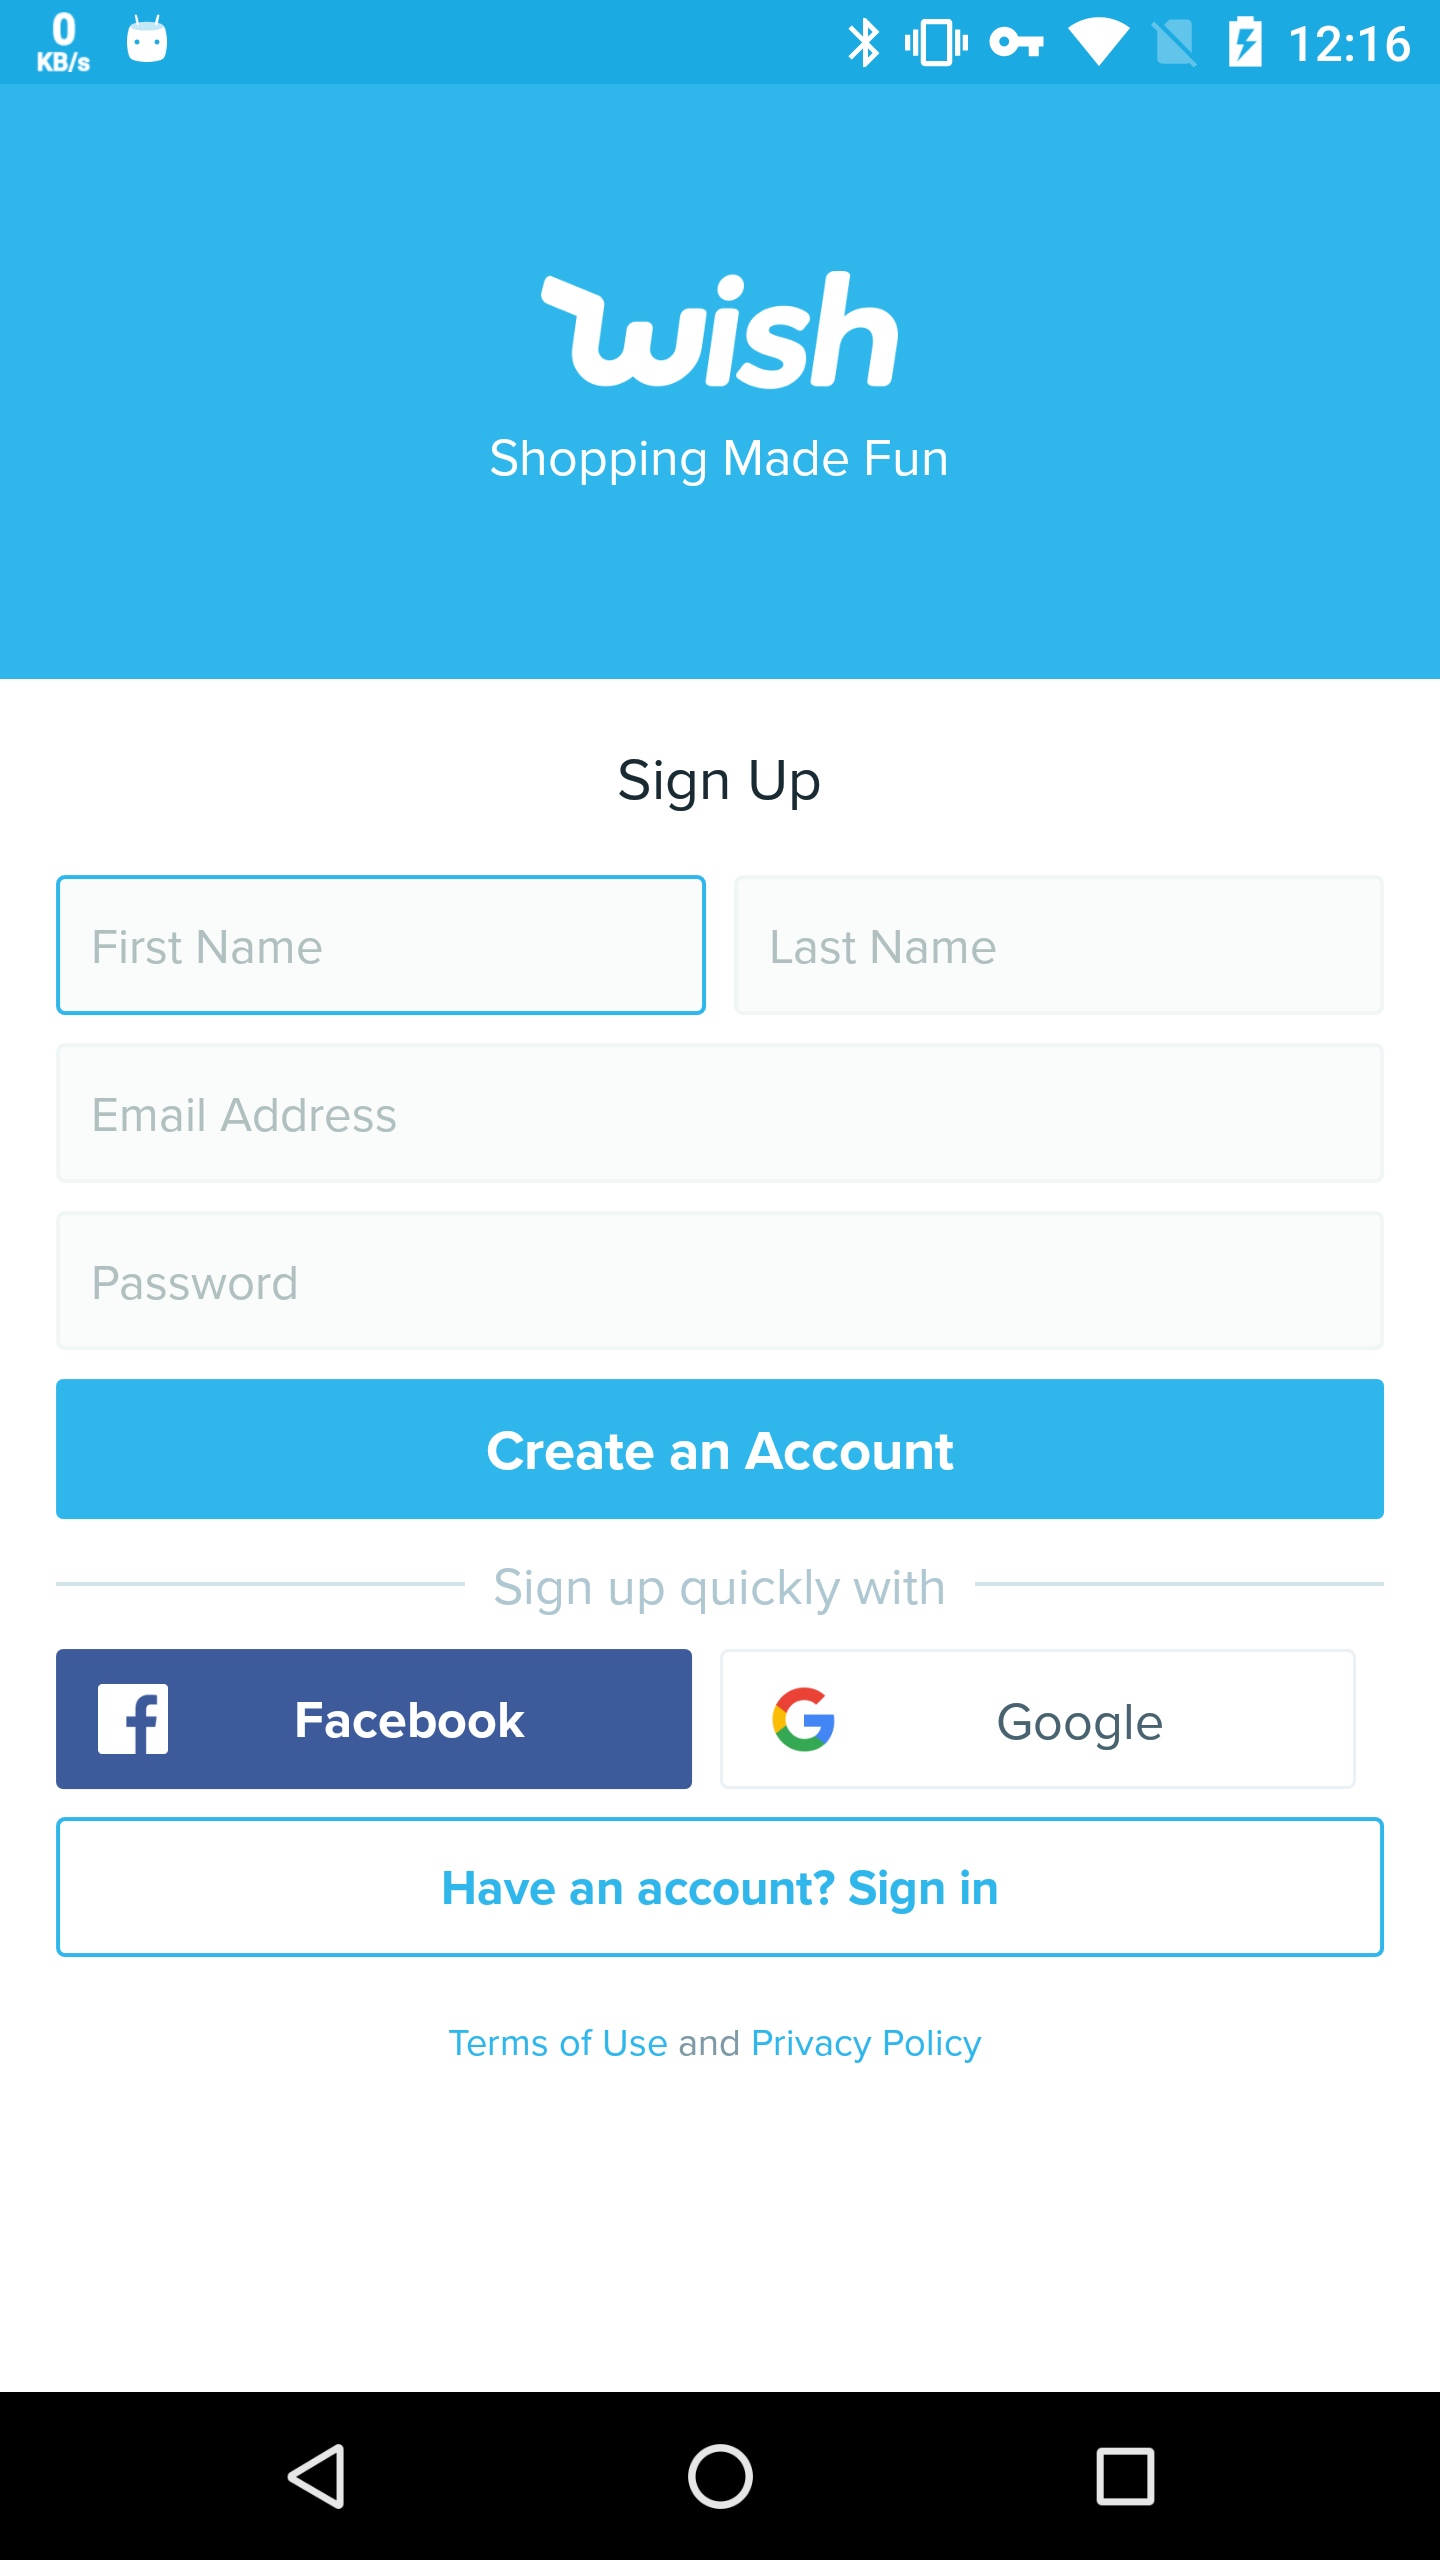 0
KB/s
12:16
wish
Shopping Made Fun
Sign Up
First Name
Last Name
Email Address
Password
Create an Account
Sign up quickly with
Facebook
Google
Have an account? Sign in
Terms of Use and Privacy Policy